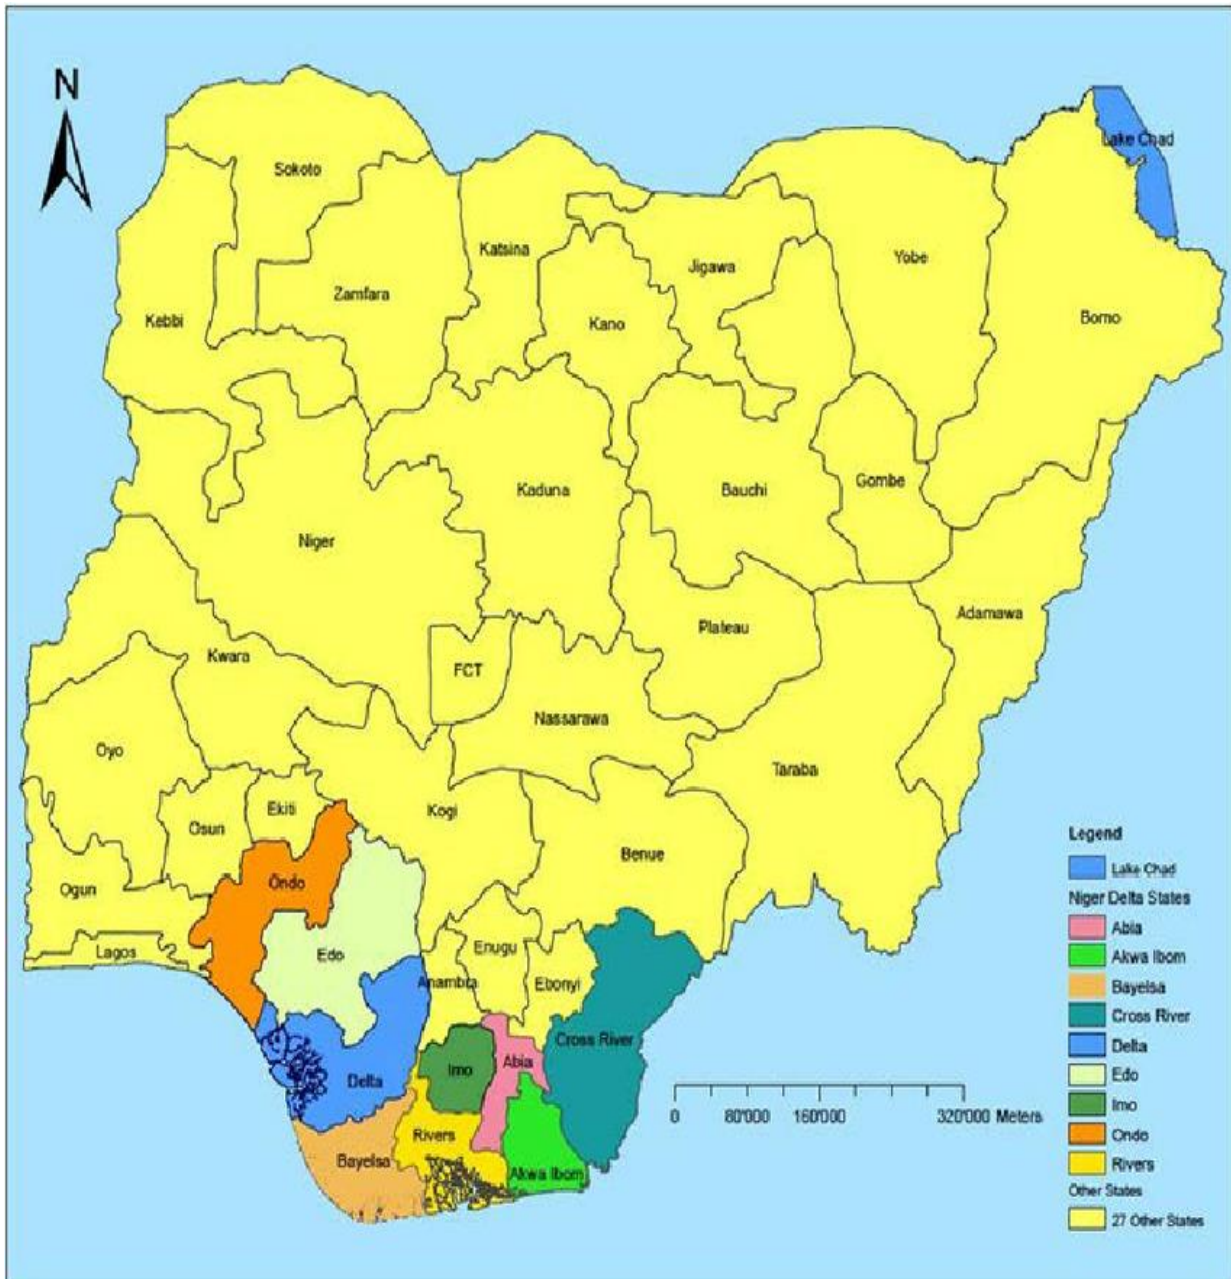 N
Lake Chad
Sokoto
Katsina
Yobe
Jigawa
Zamfara
Kebbi
Kano
Borno
Gombe
Kaduna
Bauchi
Niger
Adamawa
Plateau
Kwara
FCT
Nassarawa
Oyo
Taraba
Kogi
Ekiti
Osun
Benue
Ondo
Ogun
Enugu
Lagos
Edo
Anambra
Ebonyi
Cross River
Abia
Imo
Delta
Rivers
Bayelsa
Akwa Ibom
0 80'000 160'000 320'000 Meters
Legend
Lake Chad
Niger Delta States
Abia
Akwa Ibom
Bayelsa
Cross River
Delta
Edo
Imo
Ondo
Rivers
Other States
27 Other States